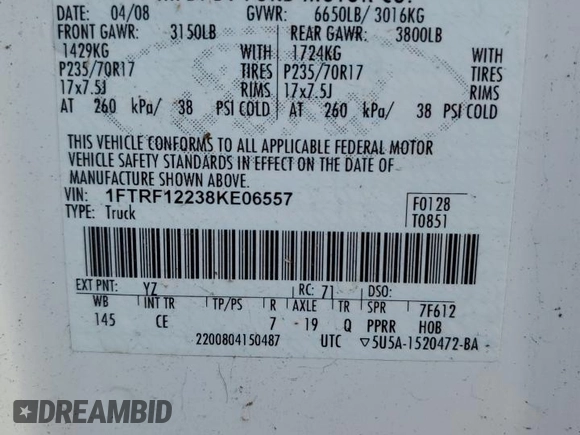 FORD MOTOR CO.
DATE: 04/08 GVWR: 6650LB/ 3016KG
FRONT GAWR: 3150LB REAR GAWR: 3800LB
1429KG WITH 1724KG WITH
P235/70R17 TIRES P235/70R17 TIRES
17x7.5J RIMS 17x7.5J RIMS
AT 260 kPa/ 38 PSI COLD AT 260 kPa/ 38 PSI COLD
THIS VEHICLE CONFORMS TO ALL APPLICABLE FEDERAL MOTOR
VEHICLE SAFETY STANDARDS IN EFFECT ON THE DATE OF
MANUFACTURE SHOWN ABOVE.
VIN: 1FTRF12238KE06557
TYPE: Truck
F0128
T0851
EXT PNT: YZ RC: 71 DSO:
WB INT TR TP/PS R AXLE TR SPR 7F612
145 CE 7 - 19 Q PPRR HOB
2200804150487 UTC ▽5U5A-1520472-BA
DREAMBID